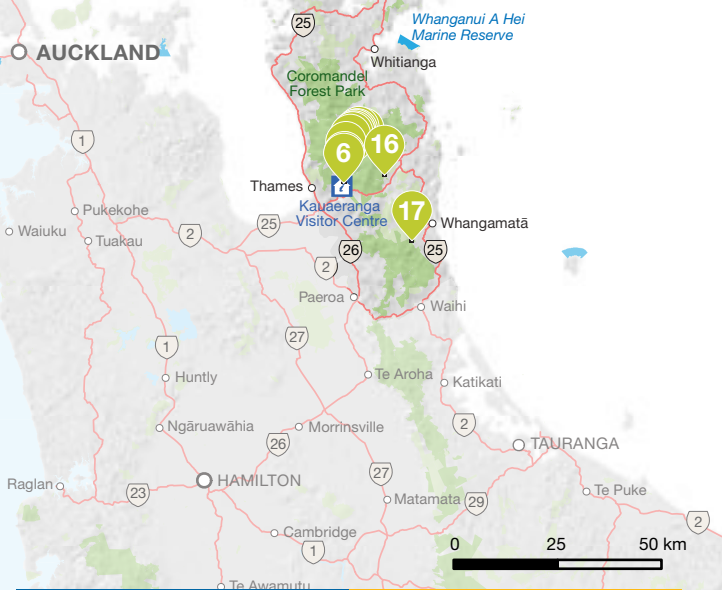 Whanganui A Hei
Marine Reserve
25
AUCKLAND
Whitianga
Coromandel
Forest Park
1
16
6
Thames
Kauaeranga
Visitor Centre
17
Pukekohe
Whangamatā
Waiuku
Tuakau
2
25
26
25
2
Paeroa
Waihi
27
1
Te Aroha
Huntly
Katikati
Ngāruawāhia
Morrinsville
2
26
TAURANGA
27
HAMILTON
Raglan
23
Matamata
29
Te Puke
2
Cambridge
1
0
25
50 km
Te Awamutu